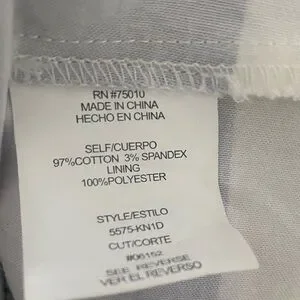 RN #75010
MADE IN CHINA
HECHO EN CHINA
SELF/CUERPO
97%COTTON 3% SPANDEX
LINING
100%POLYESTER
STYLE/ESTILO
5575-KN1D
CUT/CORTE
#06152
SEE REVERSE
VER EL REVERSO